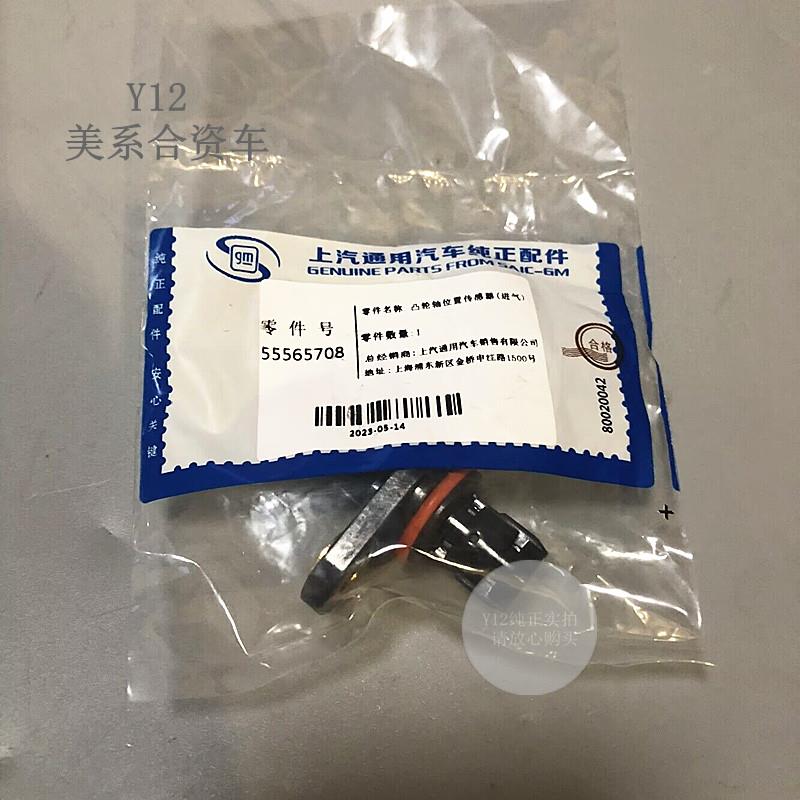 Y12
美系合资车
gm
上汽通用汽车纯正配件
GENUINE PARTS FROM SAIC-GM
纯正配件 安心关键
零件号
55565708
零件名称 凸轮轴位置传感器(进气)
零件数量:1
总经销商:上汽通用汽车销售有限公司
地址:上海浦东新区金桥申江路1500号
2023-05-14
合格
80020042
+
Y12纯正实拍
请放心购买